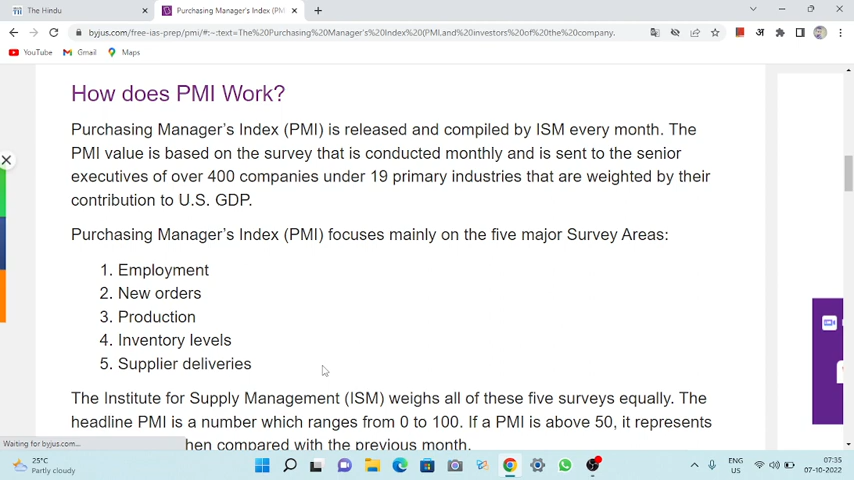 The Hindu
Purchasing Manager's Index (PMI
byjus.com/free-ias-prep/pmi/#:~:text=The%20Purchasing%20Manager's%20Index%20(PMI,and%20investors%20of%20the%20company.
YouTube Gmail Maps
How does PMI Work?
Purchasing Manager's Index (PMI) is released and compiled by ISM every month. The
PMI value is based on the survey that is conducted monthly and is sent to the senior
executives of over 400 companies under 19 primary industries that are weighted by their
contribution to U.S. GDP.
Purchasing Manager's Index (PMI) focuses mainly on the five major Survey Areas:
1. Employment
2. New orders
3. Production
4. Inventory levels
5. Supplier deliveries
The Institute for Supply Management (ISM) weighs all of these five surveys equally. The
headline PMI is a number which ranges from 0 to 100. If a PMI is above 50, it represents
hen compared with the previous month.
Waiting for byjus.com...
25°C
Partly cloudy
ENG
US
07:35
07-10-2022